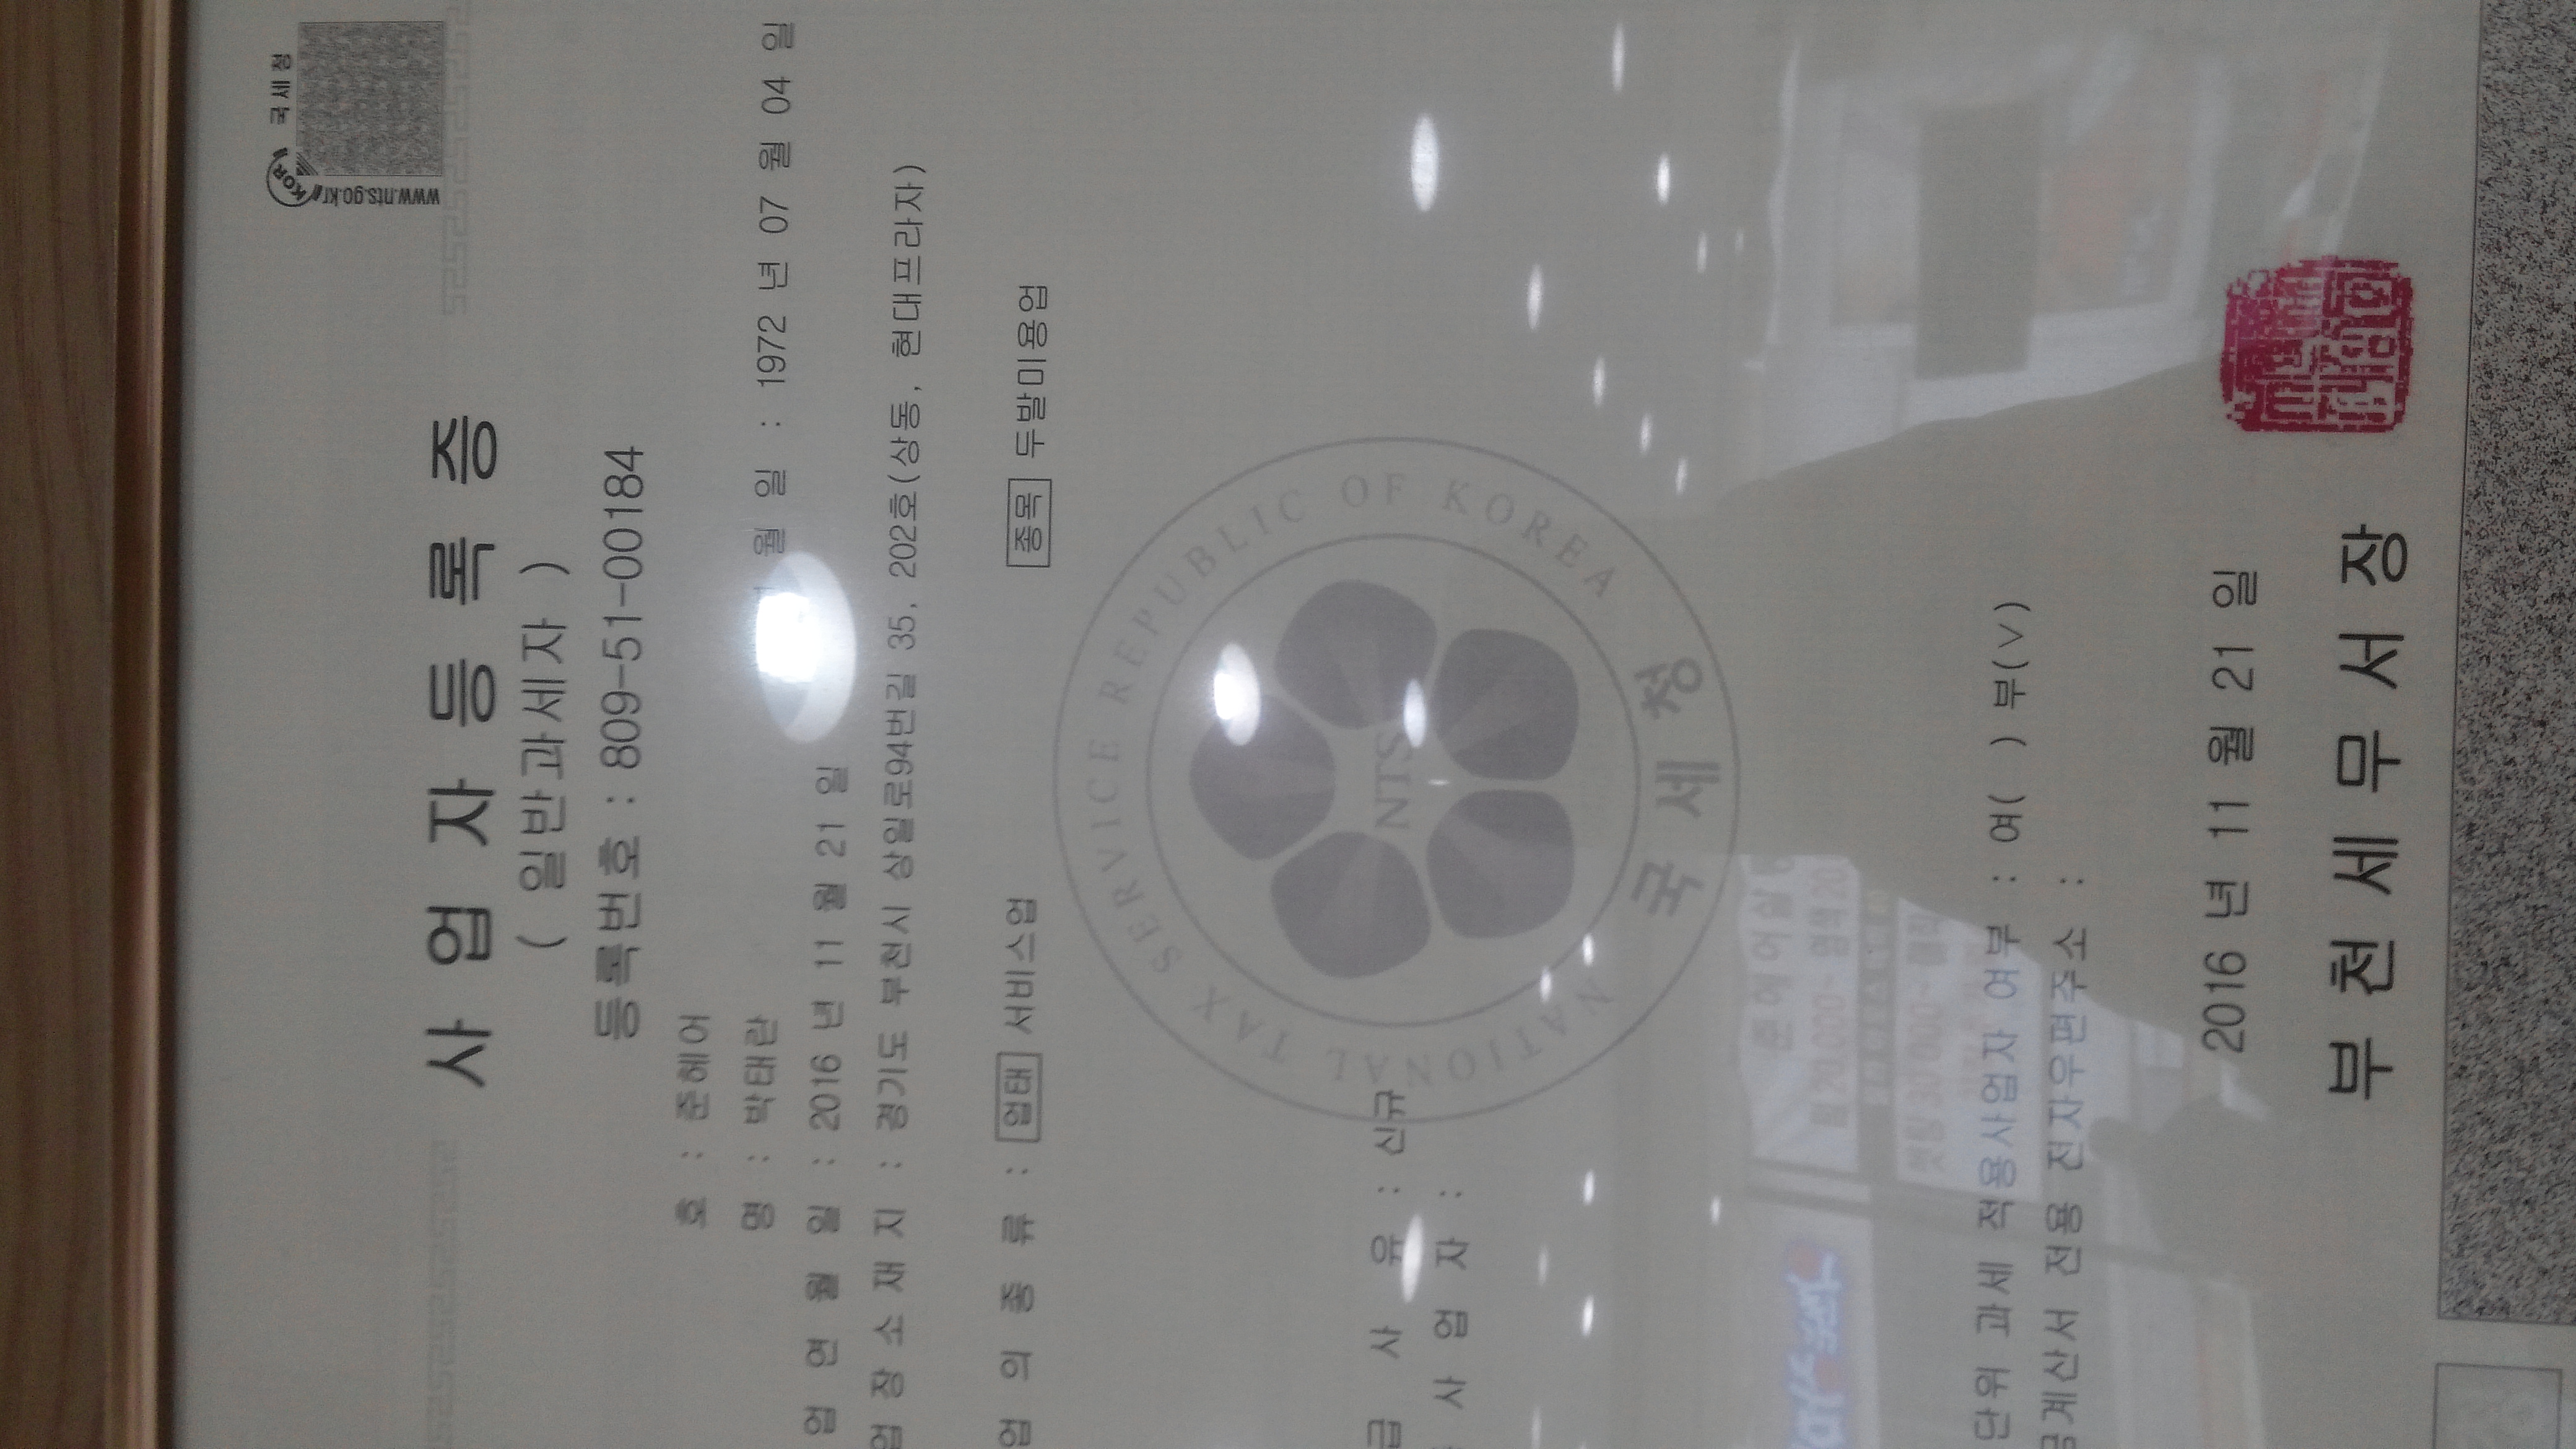 국세청
www.nts.go.kr
KOR
사업자등록증
( 일반과세자 )
등록번호 : 809-51-00184
호 : 준헤어
명 : 박태란 월 일 : 1972 년 07 월 04 일
업 연 월 일 : 2016 년 11 월 21 일
업 장 소 재 지 : 경기도 부천시 상일로94번길 35, 202호(상동, 현대프라자)
업 의 종 류 : 업태 서비스업 종목 두발미용업
NATIONAL TAX SERVICE REPUBLIC OF KOREA
NTS
국세청
급 사 유 : 신규
사 업 자 :
단위 과세 적용사업자 여부 : 여( ) 부(∨)
전자우편주소 :
계산서 전용
2016 년 11 월 21 일
부천세무서장